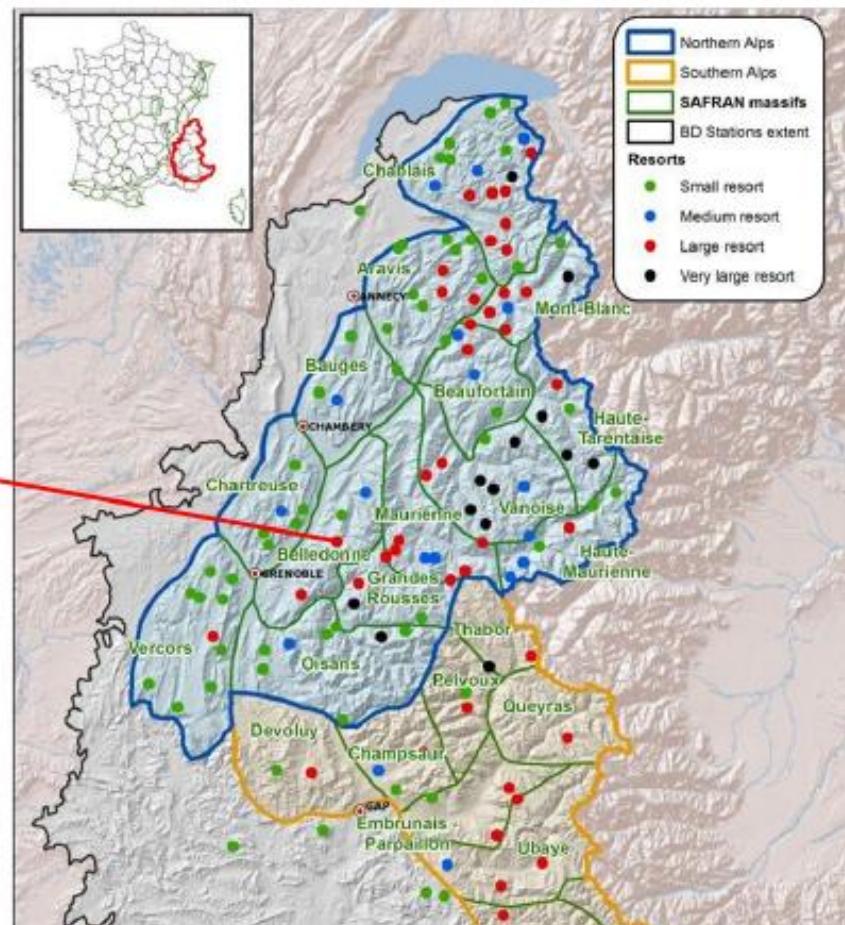 Northern Alps
Southern Alps
SAFRAN massifs
BD Stations extent
Resorts
Small resort
Medium resort
Large resort
Very large resort
Chablais
Aravis
ANNECY
Mont-Blanc
Bauges
Beaufortain
CHAMBERY
Haute-
Tarentaise
Chartreuse
Maurienne
Vanoise
Belledonne
Haute-
Maurienne
GRENOBLE
Grandes
Rousses
Thabor
Vercors
Oisans
Pelvoux
Queyras
Devoluy
Champsaur
GAP
Embrunais -
Parpaillon
Ubaye